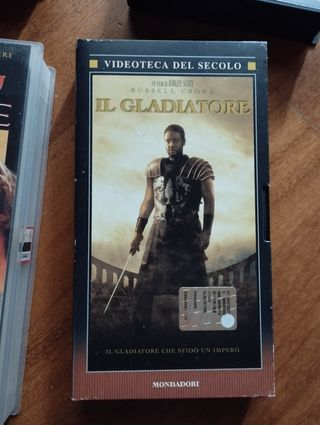 VIDEOTECA DEL SECOLO
UN FILM DI RIDLEY SCOTT
RUSSELL CROWE
IL GLADIATORE
IL GLADIATORE CHE SFIDÒ UN IMPERO
MONDADORI